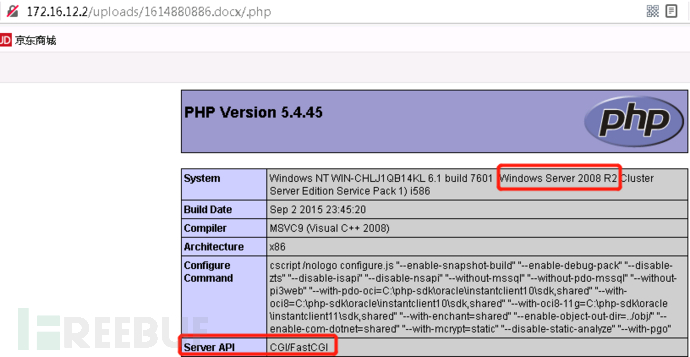 172.16.12.2/uploads/1614880886.docx/.php
JD 京东商城
PHP Version 5.4.45
php
System Windows NT WIN-CHLJ1QB14KL 6.1 build 7601 (Windows Server 2008 R2 Cluster
Server Edition Service Pack 1) i586
Build Date Sep 2 2015 23:45:20
Compiler MSVC9 (Visual C++ 2008)
Architecture x86
Configure
Command
cscript /nologo configure.js "--enable-snapshot-build" "--enable-debug-pack" "--disable-
zts" "--disable-isapi" "--disable-nsapi" "--without-mssql" "--without-pdo-mssql" "--without-
pi3web" "--with-pdo-oci=C:\php-sdk\oracle\instantclient10\sdk,shared" "--with-
oci8=C:\php-sdk\oracle\instantclient10\sdk,shared" "--with-oci8-11g=C:\php-sdk\oracle
\instantclient11\sdk,shared" "--with-enchant=shared" "--enable-object-out-dir=../obj/" "--
enable-com-dotnet=shared" "--with-mcrypt=static" "--disable-static-analyze" "--with-pgo"
Server API CGI/FastCGI
FREEBUF